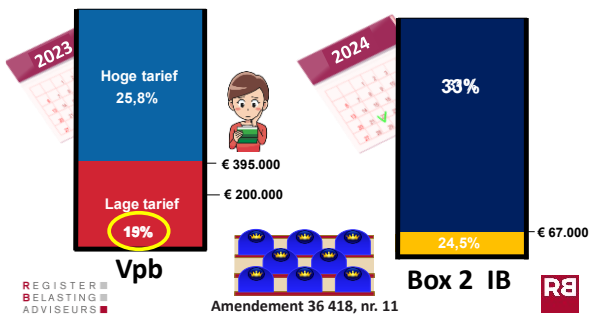 2023
Hoge tarief
25,8%
€ 395.000
€ 200.000
Lage tarief
Vpb
2024
€ 67.000
24,5%
Box 2 IB
Amendement 36 418, nr. 11
REGISTER
BELASTING
ADVISEURS
RB